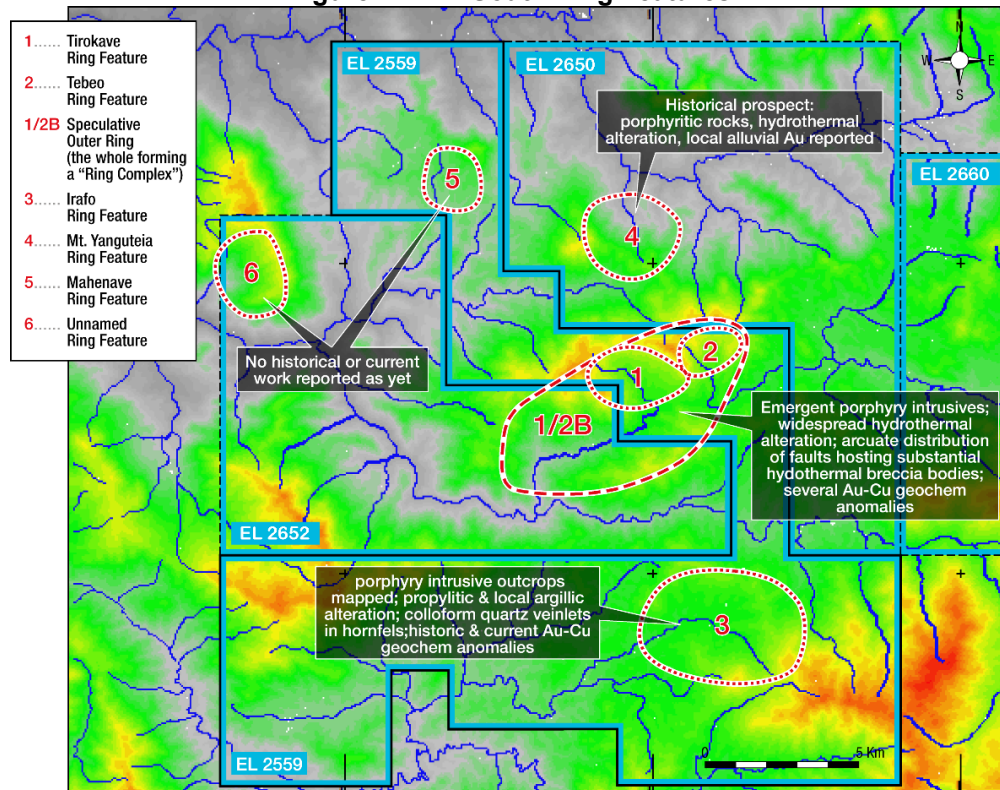 1...... Tirokave
Ring Feature
2...... Tebeo
Ring Feature
1/2B Speculative
Outer Ring
(the whole forming
a “Ring Complex”)
3...... Irafo
Ring Feature
4...... Mt. Yanguteia
Ring Feature
5...... Mahenave
Ring Feature
6...... Unnamed
Ring Feature
EL 2559
EL 2650
N
W
E
S
Historical prospect:
porphyritic rocks, hydrothermal
alteration, local alluvial Au reported
EL 2660
5
4
6
No historical or current
work reported as yet
2
1
1/2B
Emergent porphyry intrusives;
widespread hydrothermal
alteration; arcuate distribution
of faults hosting substantial
hydothermal breccia bodies;
several Au-Cu geochem
anomalies
EL 2652
porphyry intrusive outcrops
mapped; propylitic & local argillic
alteration; colloform quartz veinlets
in hornfels;historic & current Au-Cu
geochem anomalies
3
EL 2559
0
5 Km